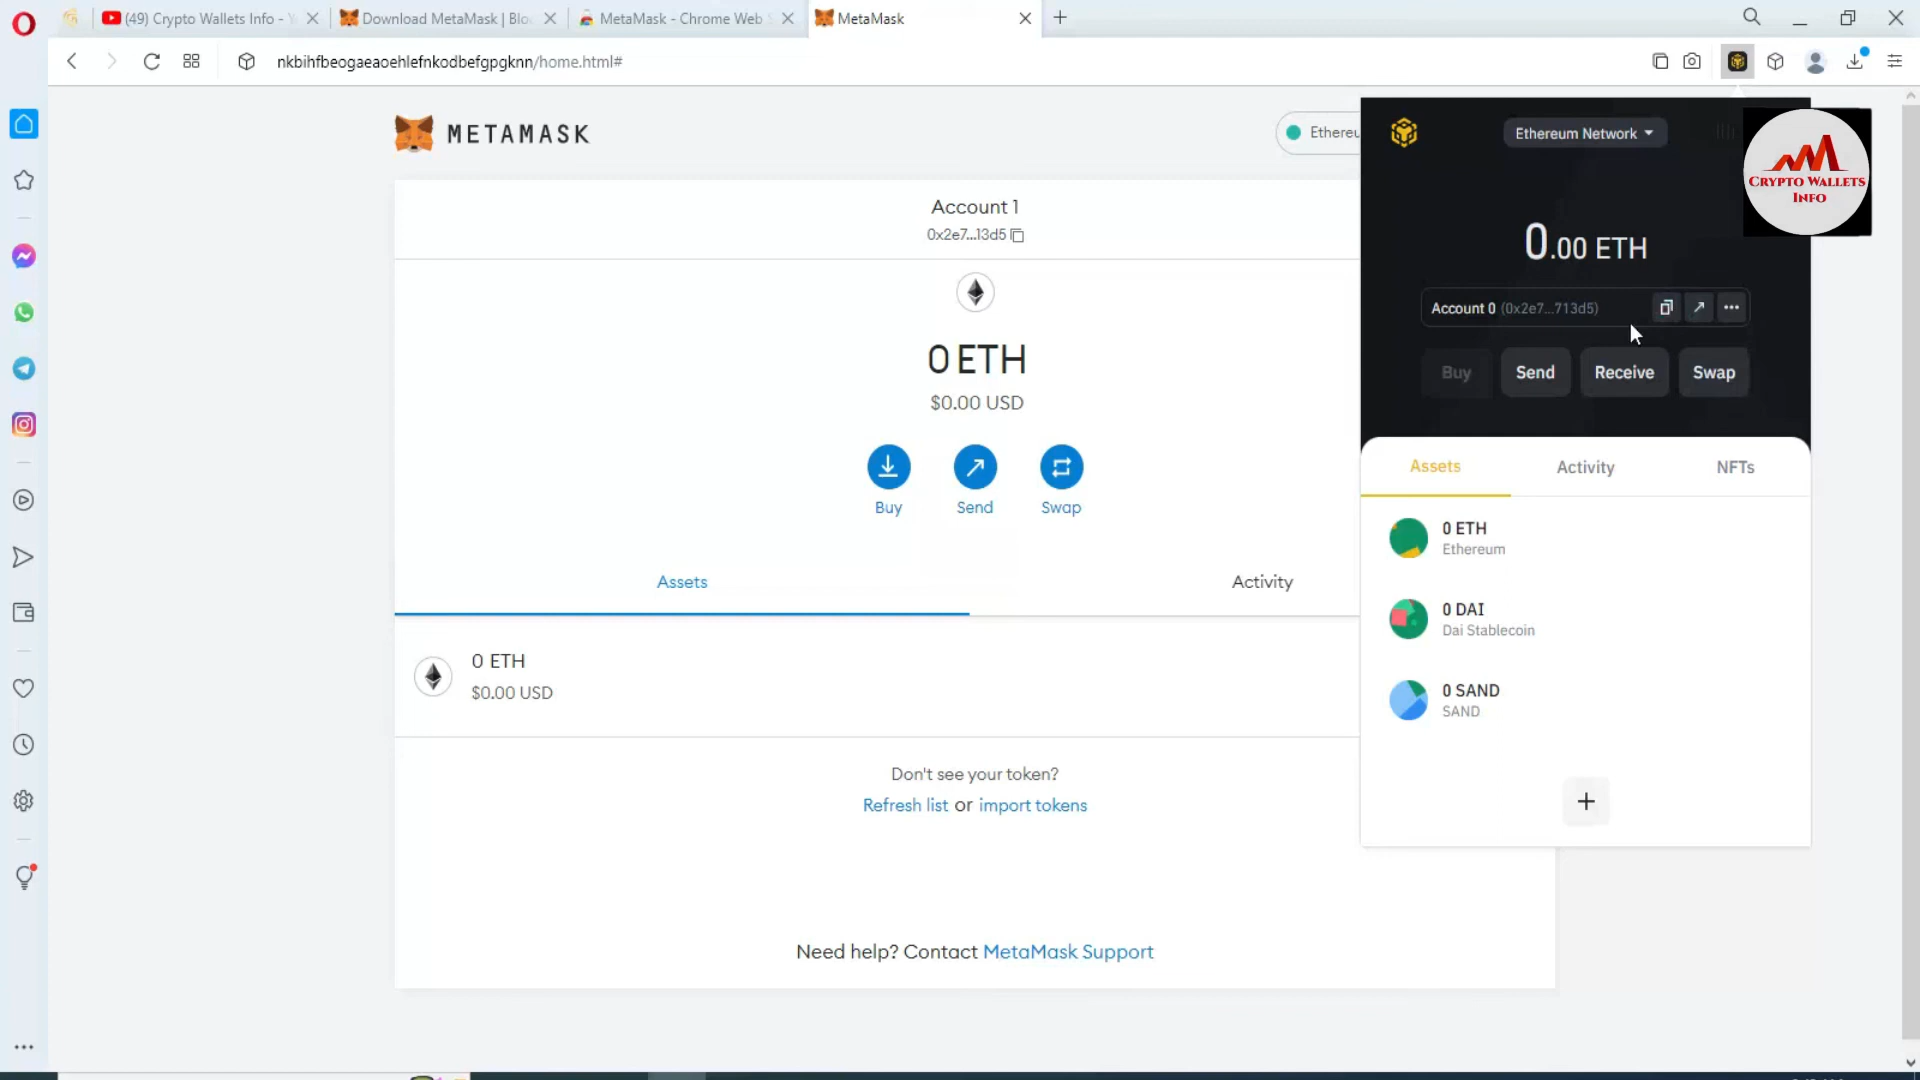 (49) Crypto Wallets Info - 
Download MetaMask | Blo
MetaMask - Chrome Web S
MetaMask
nkbihfbeogaeaoehlefnkodbefgpgknn/home.html#
METAMASK
Ethereu
Account 1
0x2e7...13d5
0 ETH
$0.00 USD
Buy
Send
Swap
Assets
Activity
0 ETH
$0.00 USD
Don't see your token?
Refresh list or import tokens
Need help? Contact MetaMask Support
Ethereum Network
CRYPTO WALLETS
INFO
0.00 ETH
Account 0 (0x2e7...713d5)
Buy
Send
Receive
Swap
Assets
Activity
NFTs
0 ETH
Ethereum
0 DAI
Dai Stablecoin
0 SAND
SAND